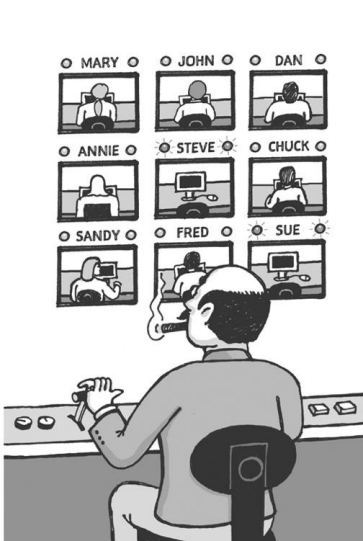 MARY JOHN DAN
ANNIE STEVE CHUCK
SANDY FRED SUE